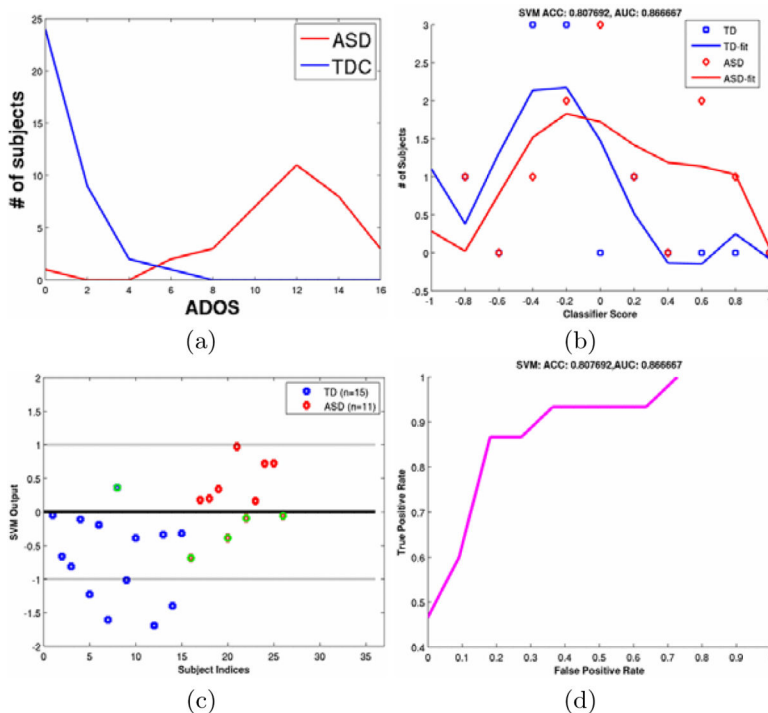 ASD
TDC
# of subjects
25
20
15
10
5
0
0 2 4 6 8 10 12 14 16
ADOS
(a)
SVM ACC: 0.807692, AUC: 0.866667
TD
TD-fit
ASD
ASD-fit
# of Subjects
3
2.5
2
1.5
1
0.5
0
-0.5
-1 -0.8 -0.6 -0.4 -0.2 0 0.2 0.4 0.6 0.8 1
Classifier Score
(b)
TD (n=15)
ASD (n=11)
SVM Output
2
1.5
1
0.5
0
-0.5
-1
-1.5
-2
0 5 10 15 20 25 30 35
Subject Indices
(c)
SVM: ACC: 0.807692,AUC: 0.866667
True Positive Rate
1
0.9
0.8
0.7
0.6
0.5
0.4
0 0.1 0.2 0.3 0.4 0.5 0.6 0.7 0.8 0.9
False Positive Rate
(d)